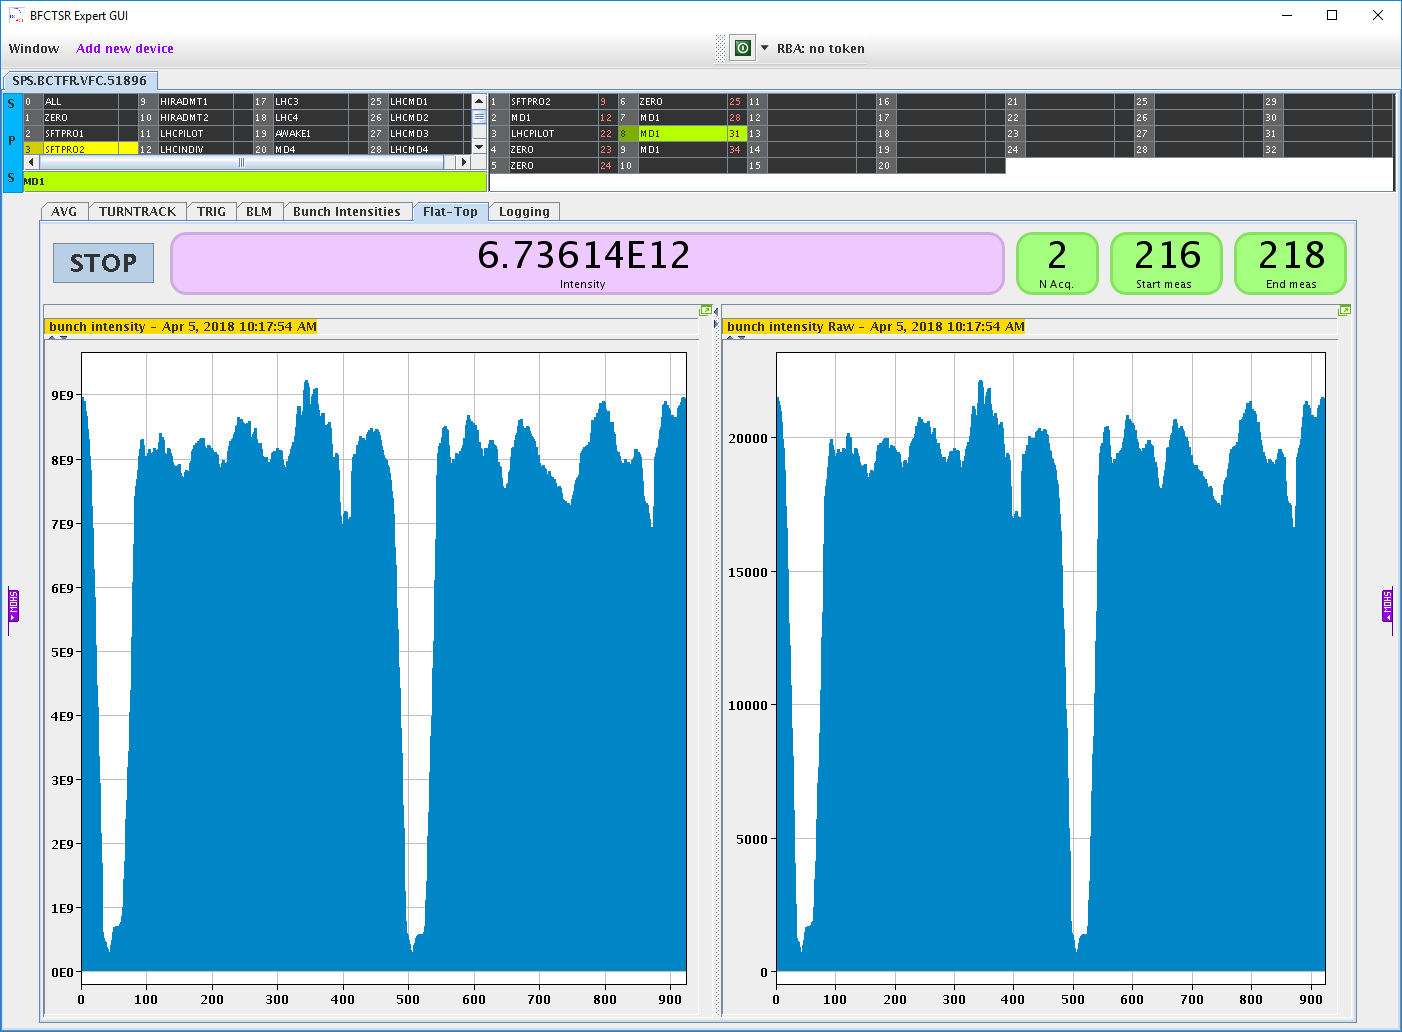 BFCTSR Expert GUI
Window Add new device RBA: no token
SPS.BCTFR.VFC.51896
S P S
0 ALL 9 HIRADMT1 17 LHC3 25 LHCMD1
1 ZERO 10 HIRADMT2 18 LHC4 26 LHCMD2
2 SFTPRO1 11 LHCPILOT 19 AWAKE1 27 LHCMD3
3 SFTPRO2 12 LHCINDIV 20 MD4 28 LHCMD4
MD1
1 SFTPRO2 9 6 ZERO 25 11 16 21 25 29
2 MD1 12 7 MD1 28 12 17 22 26 30
3 LHCPILOT 22 8 MD1 31 13 18 23 27 31
4 ZERO 23 9 MD1 34 14 19 24 28 32
5 ZERO 24 10 15 20
AVG TURNTRACK TRIG BLM Bunch Intensities Flat-Top Logging
STOP
6.73614E12
Intensity
2
N Acq.
216
Start meas
218
End meas
bunch intensity - Apr 5, 2018 10:17:54 AM
9E9
8E9
7E9
6E9
5E9
4E9
3E9
2E9
1E9
0E0
0 100 200 300 400 500 600 700 800 900
bunch intensity Raw - Apr 5, 2018 10:17:54 AM
20000
15000
10000
5000
0
0 100 200 300 400 500 600 700 800 900
SHOW
SHOW